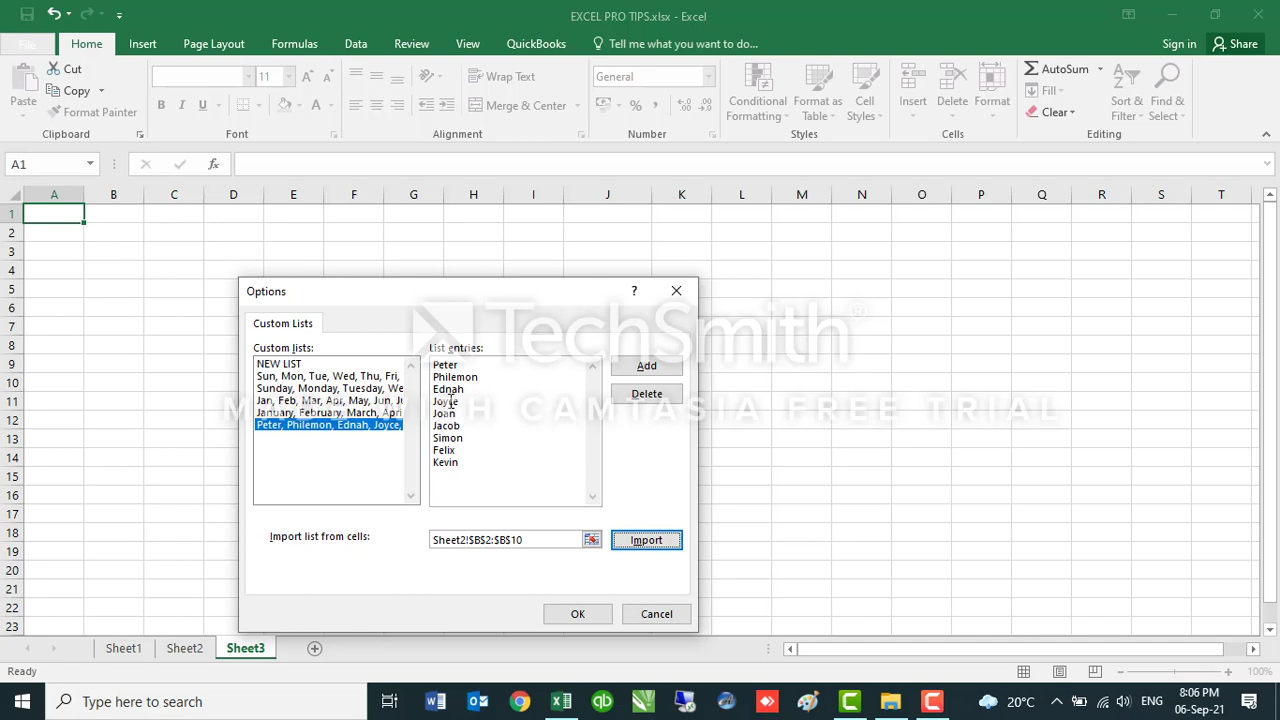 EXCEL PRO TIPS.xlsx - Excel
File Home Insert Page Layout Formulas Data Review View QuickBooks Tell me what you want to do... Sign in Share
Paste Cut Copy Format Painter
11
Wrap Text
Merge & Center
General
Conditional Formatting Format as Table Cell Styles
Insert Delete Format
AutoSum Fill Clear
Sort & Filter Find & Select
Clipboard Font Alignment Number Styles Cells Editing
A1 fx
A B C D E F G H I J K L M N O P Q R S T
1
2
3
4
5
6
7
8
9
10
11
12
13
14
15
16
17
18
19
20
21
22
23
Options ?
Custom Lists
Custom lists:
NEW LIST
Sun, Mon, Tue, Wed, Thu, Fri,
Sunday, Monday, Tuesday, We
Jan, Feb, Mar, Apr, May, Jun, Ju
January, February, March, April
Peter, Philemon, Ednah, Joyce,
List entries:
Peter
Philemon
Ednah
Joyce
Joan
Jacob
Simon
Felix
Kevin
Add
Delete
Import list from cells: Sheet2!$B$2:$B$10 Import
OK Cancel
TechSmith®
MADE WITH CAMTASIA FREE TRIAL
Sheet1 Sheet2 Sheet3
Ready 100%
Type here to search 20°C ENG 8:06 PM
06-Sep-21